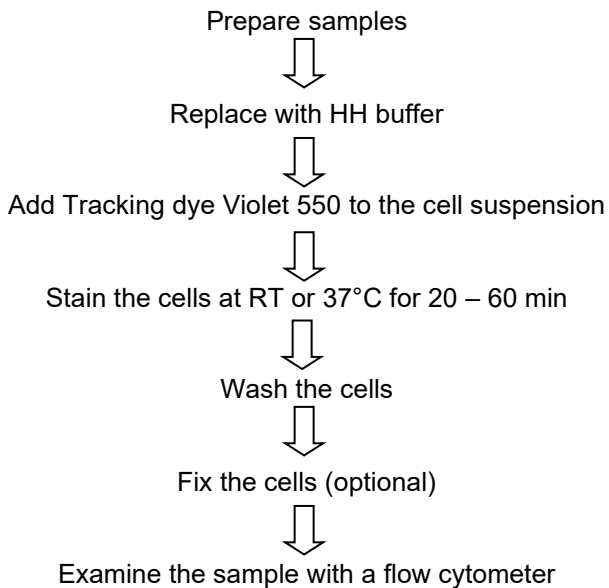 Prepare samples
Replace with HH buffer
Add Tracking dye Violet 550 to the cell suspension
Stain the cells at RT or 37°C for 20 – 60 min
Wash the cells
Fix the cells (optional)
Examine the sample with a flow cytometer